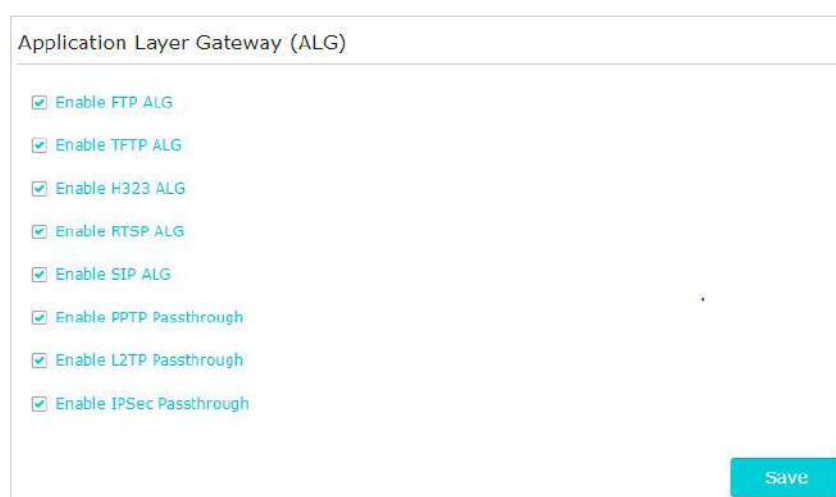 Application Layer Gateway (ALG)
Enable FTP ALG
Enable TFTP ALG
Enable H323 ALG
Enable RTSP ALG
Enable SIP ALG
Enable PPTP Passthrough
Enable L2TP Passthrough
Enable IPSec Passthrough
Save